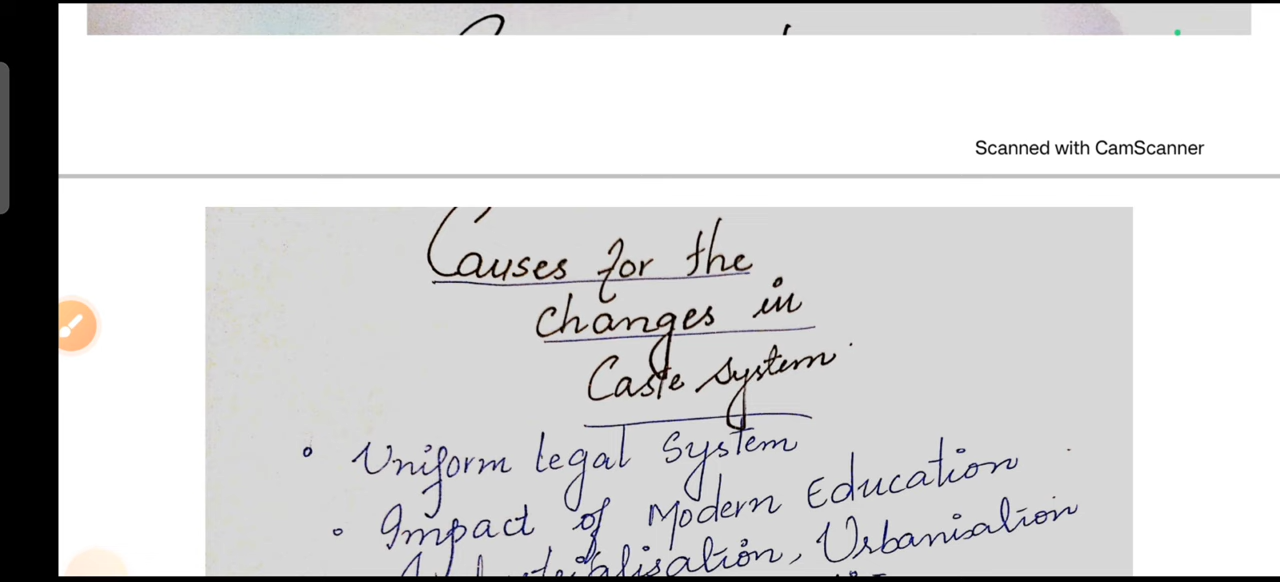 Scanned with CamScanner
Causes for the
changes in
Caste System
Uniform legal System
Impact of Modern Education
Industrialisation, Urbanisation